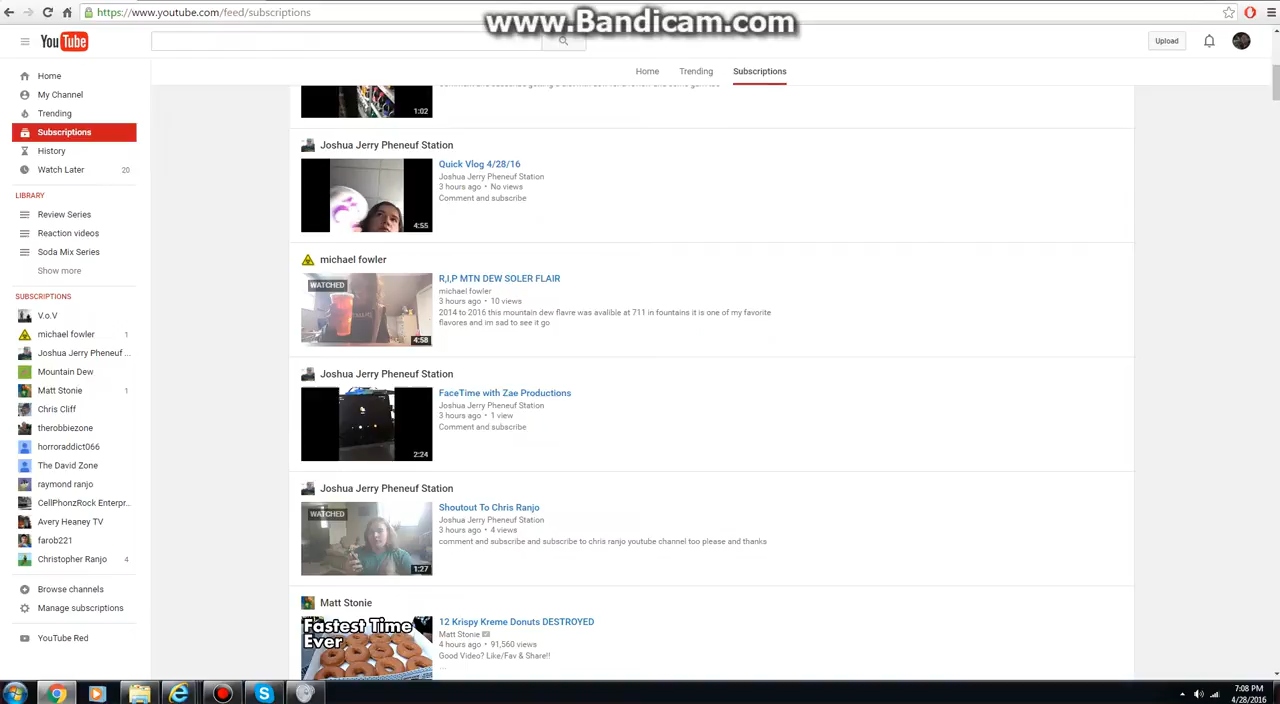 https://www.youtube.com/feed/subscriptions
www.Bandicam.com
YouTube
Upload
Home
Trending
Subscriptions
Home
My Channel
Trending
Subscriptions
History
Watch Later 20
LIBRARY
Review Series
Reaction videos
Soda Mix Series
Show more
SUBSCRIPTIONS
V.o.V
michael fowler 1
Joshua Jerry Pheneuf ...
Mountain Dew
Matt Stonie 1
Chris Cliff
therobbiezone
horroraddict066
The David Zone
raymond ranjo
CellPhonzRock Enterpr...
Avery Heaney TV
farob221
Christopher Ranjo 4
Browse channels
Manage subscriptions
YouTube Red
1:02
Joshua Jerry Pheneuf Station
4:55
Quick Vlog 4/28/16
Joshua Jerry Pheneuf Station
3 hours ago • No views
Comment and subscribe
michael fowler
WATCHED
4:58
R,I,P MTN DEW SOLER FLAIR
michael fowler
3 hours ago • 10 views
2014 to 2016 this mountain dew flavre was avalible at 711 in fountains it is one of my favorite
flavores and im sad to see it go
Joshua Jerry Pheneuf Station
2:24
FaceTime with Zae Productions
Joshua Jerry Pheneuf Station
3 hours ago • 1 view
Comment and subscribe
Joshua Jerry Pheneuf Station
WATCHED
1:27
Shoutout To Chris Ranjo
Joshua Jerry Pheneuf Station
3 hours ago • 4 views
comment and subscribe and subscribe to chris ranjo youtube channel too please and thanks
Matt Stonie
Fastest Time
Ever
12 Krispy Kreme Donuts DESTROYED
Matt Stonie
4 hours ago • 91,560 views
Good Video? Like/Fav & Share!!
...
7:08 PM
4/28/2016